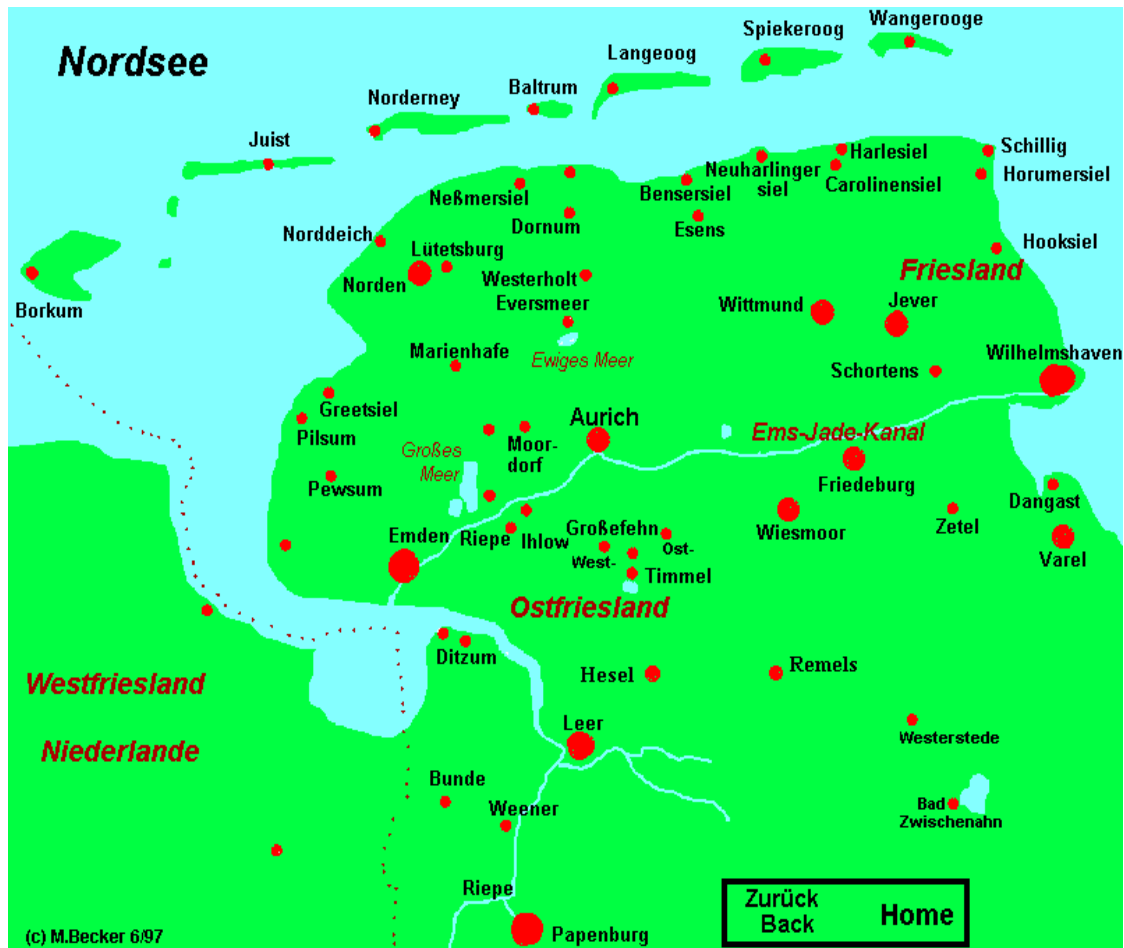 Wangerooge
Spiekeroog
Nordsee
Langeoog
Baltrum
Norderney
Juist
Harlesiel
Schillig
Neuharlinger
siel
Carolinensiel
Horumersiel
Neßmersiel
Bensersiel
Dornum
Esens
Norddeich
Lütetsburg
Hooksiel
Friesland
Norden
Westerholt
Eversmeer
Borkum
Wittmund
Jever
Marienhafe
Ewiges Meer
Wilhelmshaven
Schortens
Greetsiel
Aurich
Pilsum
Moor-
dorf
Ems-Jade-Kanal
Großes
Meer
Pewsum
Friedeburg
Dangast
Emden
Riepe
Ihlow
Großefehn
West-
Ost-
Wiesmoor
Zetel
Varel
Timmel
Ostfriesland
Ditzum
Hesel
Remels
Westfriesland
Niederlande
Leer
Westerstede
Bunde
Weener
Bad
Zwischenahn
Riepe
Zurück
Back
Home
(c) M.Becker 6/97
Papenburg